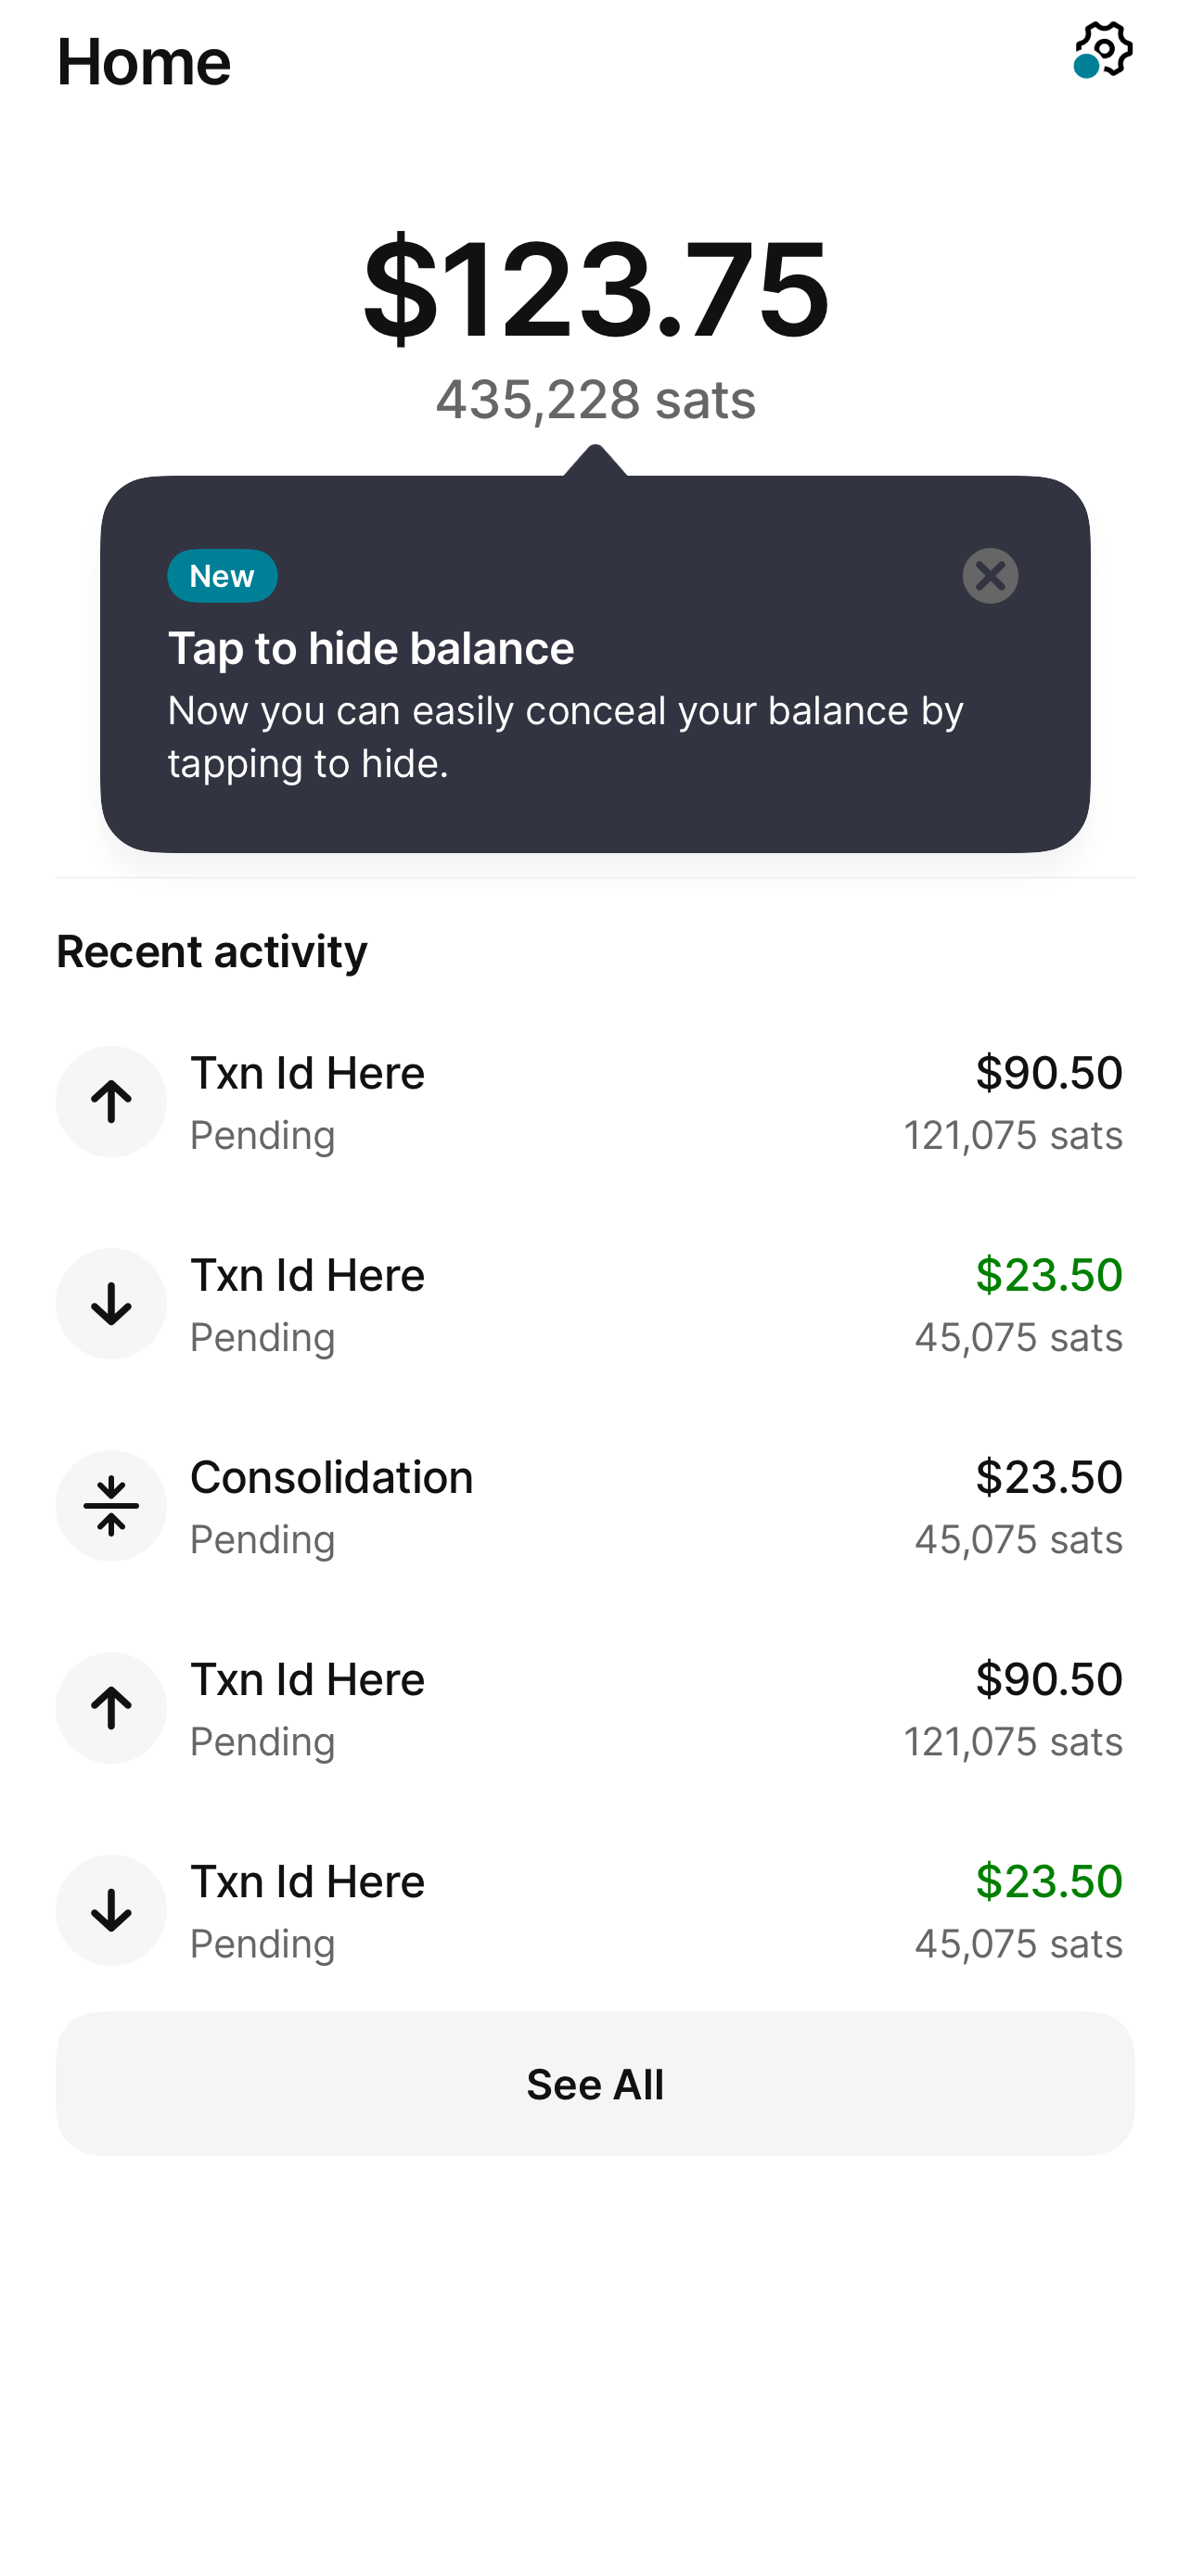 Home
$123.75
435,228 sats
New
Tap to hide balance
Now you can easily conceal your balance by
tapping to hide.
Recent activity
Txn Id Here
$90.50
Pending
121,075 sats
Txn Id Here
$23.50
Pending
45,075 sats
Consolidation
$23.50
Pending
45,075 sats
Txn Id Here
$90.50
Pending
121,075 sats
Txn Id Here
$23.50
Pending
45,075 sats
See All